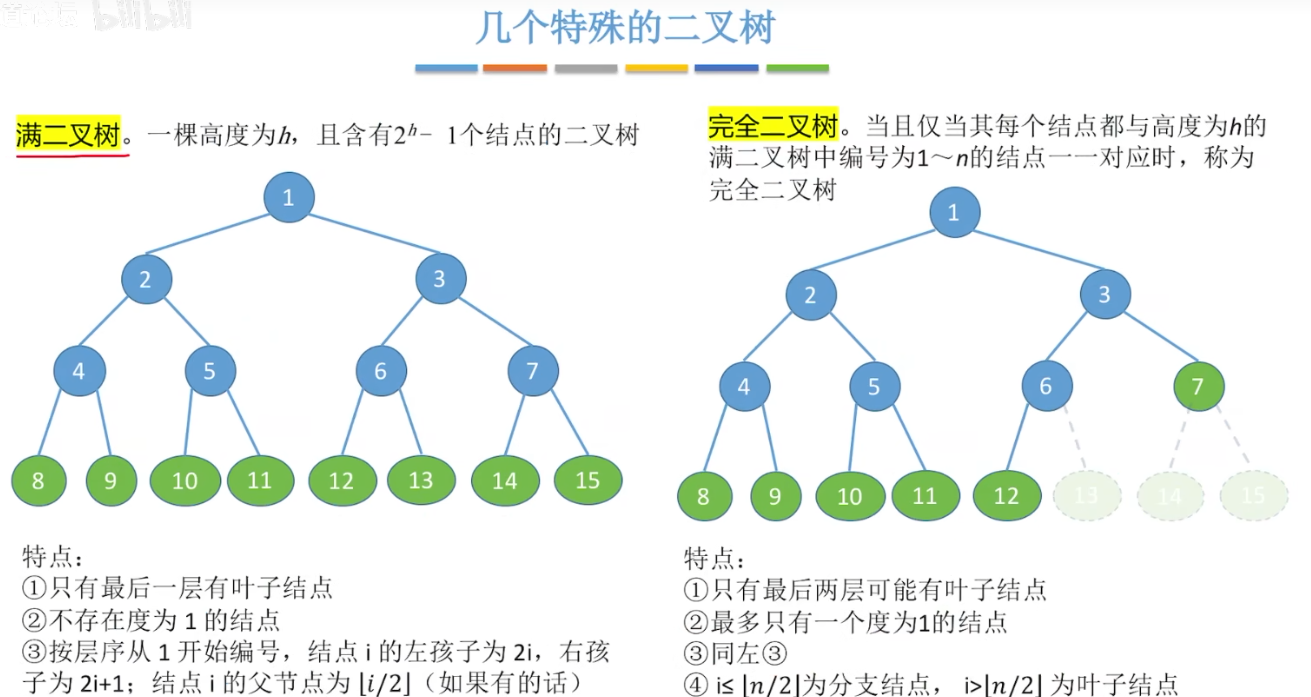 bilibili
几个特殊的二叉树
满二叉树。一棵高度为h，且含有2ʰ− 1个结点的二叉树
1
2
3
4
5
6
7
8
9
10
11
12
13
14
15
特点：
①只有最后一层有叶子结点
②不存在度为 1 的结点
③按层序从 1 开始编号，结点 i 的左孩子为 2i，右孩
子为 2i+1；结点 i 的父节点为 ⌊i/2⌋（如果有的话）
完全二叉树。当且仅当其每个结点都与高度为h的
满二叉树中编号为1～n的结点一一对应时，称为
完全二叉树
1
2
3
4
5
6
7
8
9
10
11
12
13
14
15
特点：
①只有最后两层可能有叶子结点
②最多只有一个度为1的结点
③同左③
④ i≤ ⌊n/2⌋为分支结点， i>⌊n/2⌋ 为叶子结点